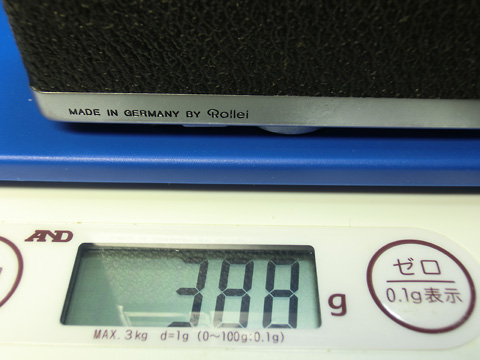 MADE IN GERMANY BY Rollei
AND
388 g
MAX. 3kg d=1g (0~100g:0.1g)
ゼロ
0.1g表示